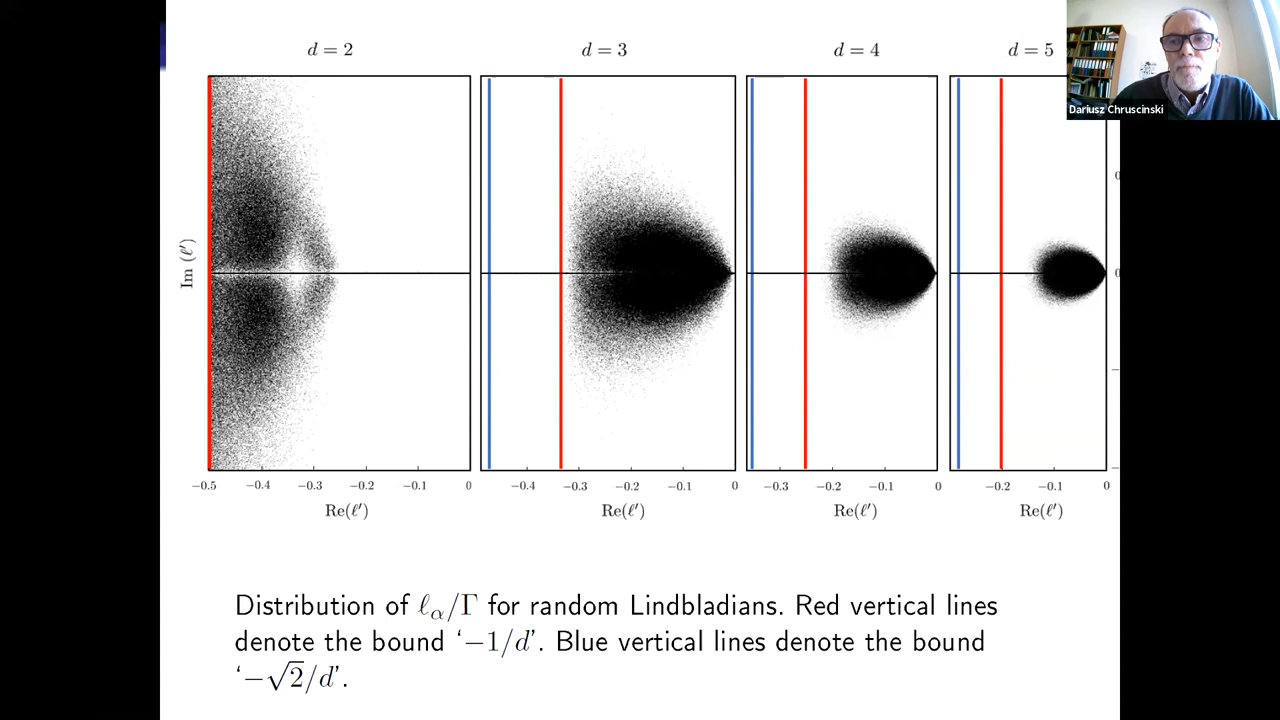 d = 2
d = 3
d = 4
d = 5
Dariusz Chruscinski
Im (ℓ′)
0
0
−0.5 −0.4 −0.3 −0.2 −0.1 0
−0.4 −0.3 −0.2 −0.1 0
−0.3 −0.2 −0.1 0
−0.2 −0.1 0
Re(ℓ′)
Re(ℓ′)
Re(ℓ′)
Re(ℓ′)
Distribution of ℓα/Γ for random Lindbladians. Red vertical lines
denote the bound ‘−1/d’. Blue vertical lines denote the bound
‘−√2/d’.